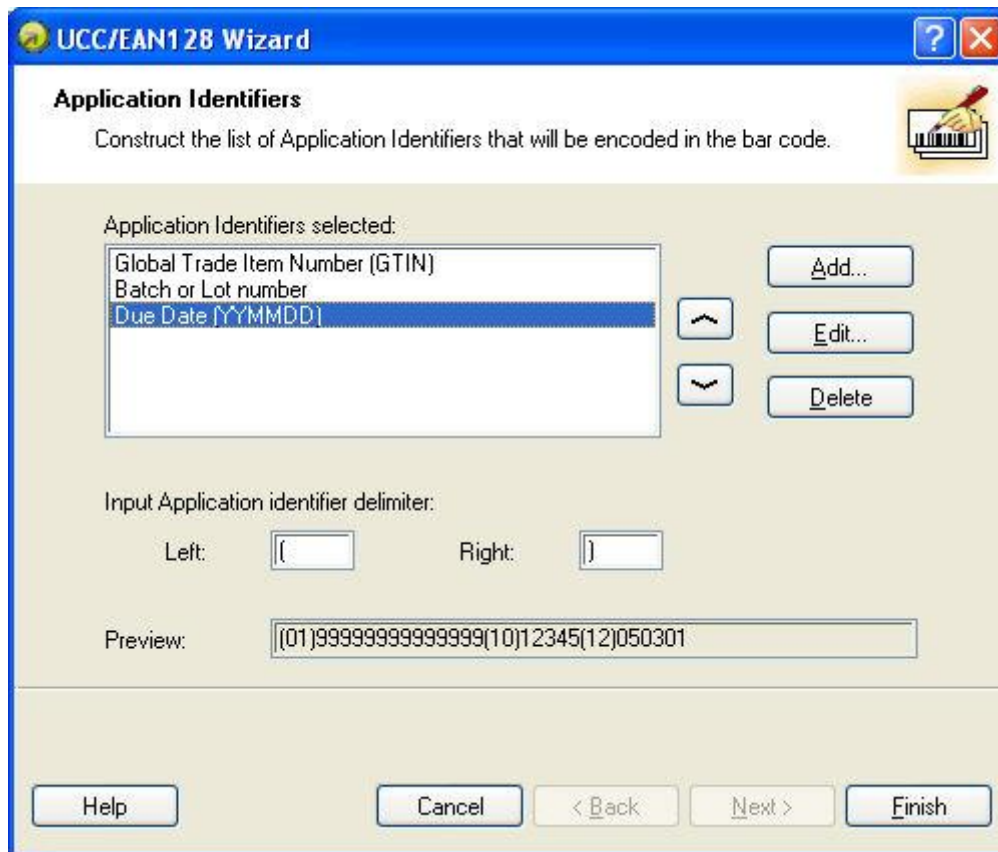 UCC/EAN128 Wizard
Application Identifiers
Construct the list of Application Identifiers that will be encoded in the bar code.
Application Identifiers selected:
Global Trade Item Number (GTIN)
Batch or Lot number
Due Date (YYMMDD)
Add...
Edit...
Delete
Input Application identifier delimiter:
Left: ( Right: )
Preview: (01)99999999999999(10)12345(12)050301
Help Cancel < Back Next > Finish